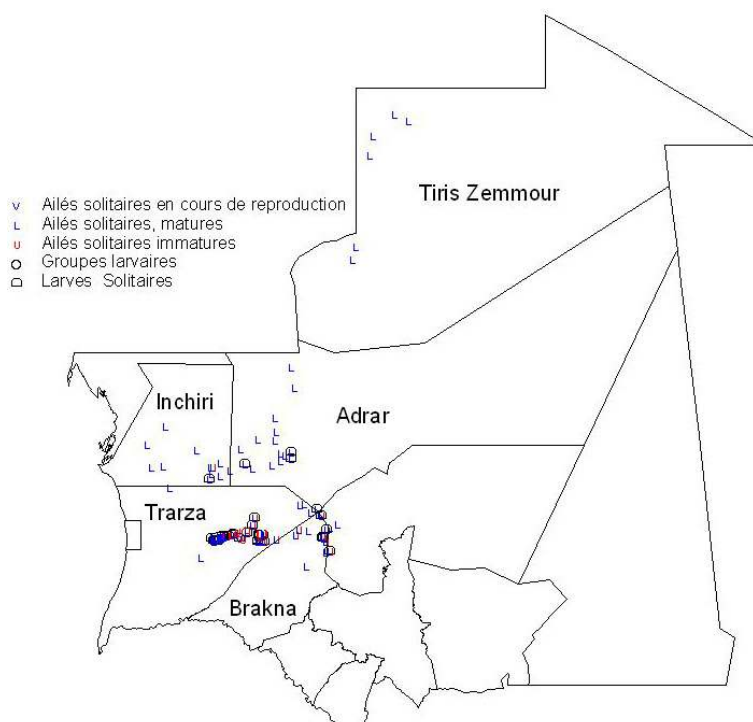 Tiris Zemmour
v Ailés solitaires en cours de reproduction
L Ailés solitaires, matures
u Ailés solitaires immatures
Groupes larvaires
Larves Solitaires
Inchiri
Adrar
Trarza
Brakna